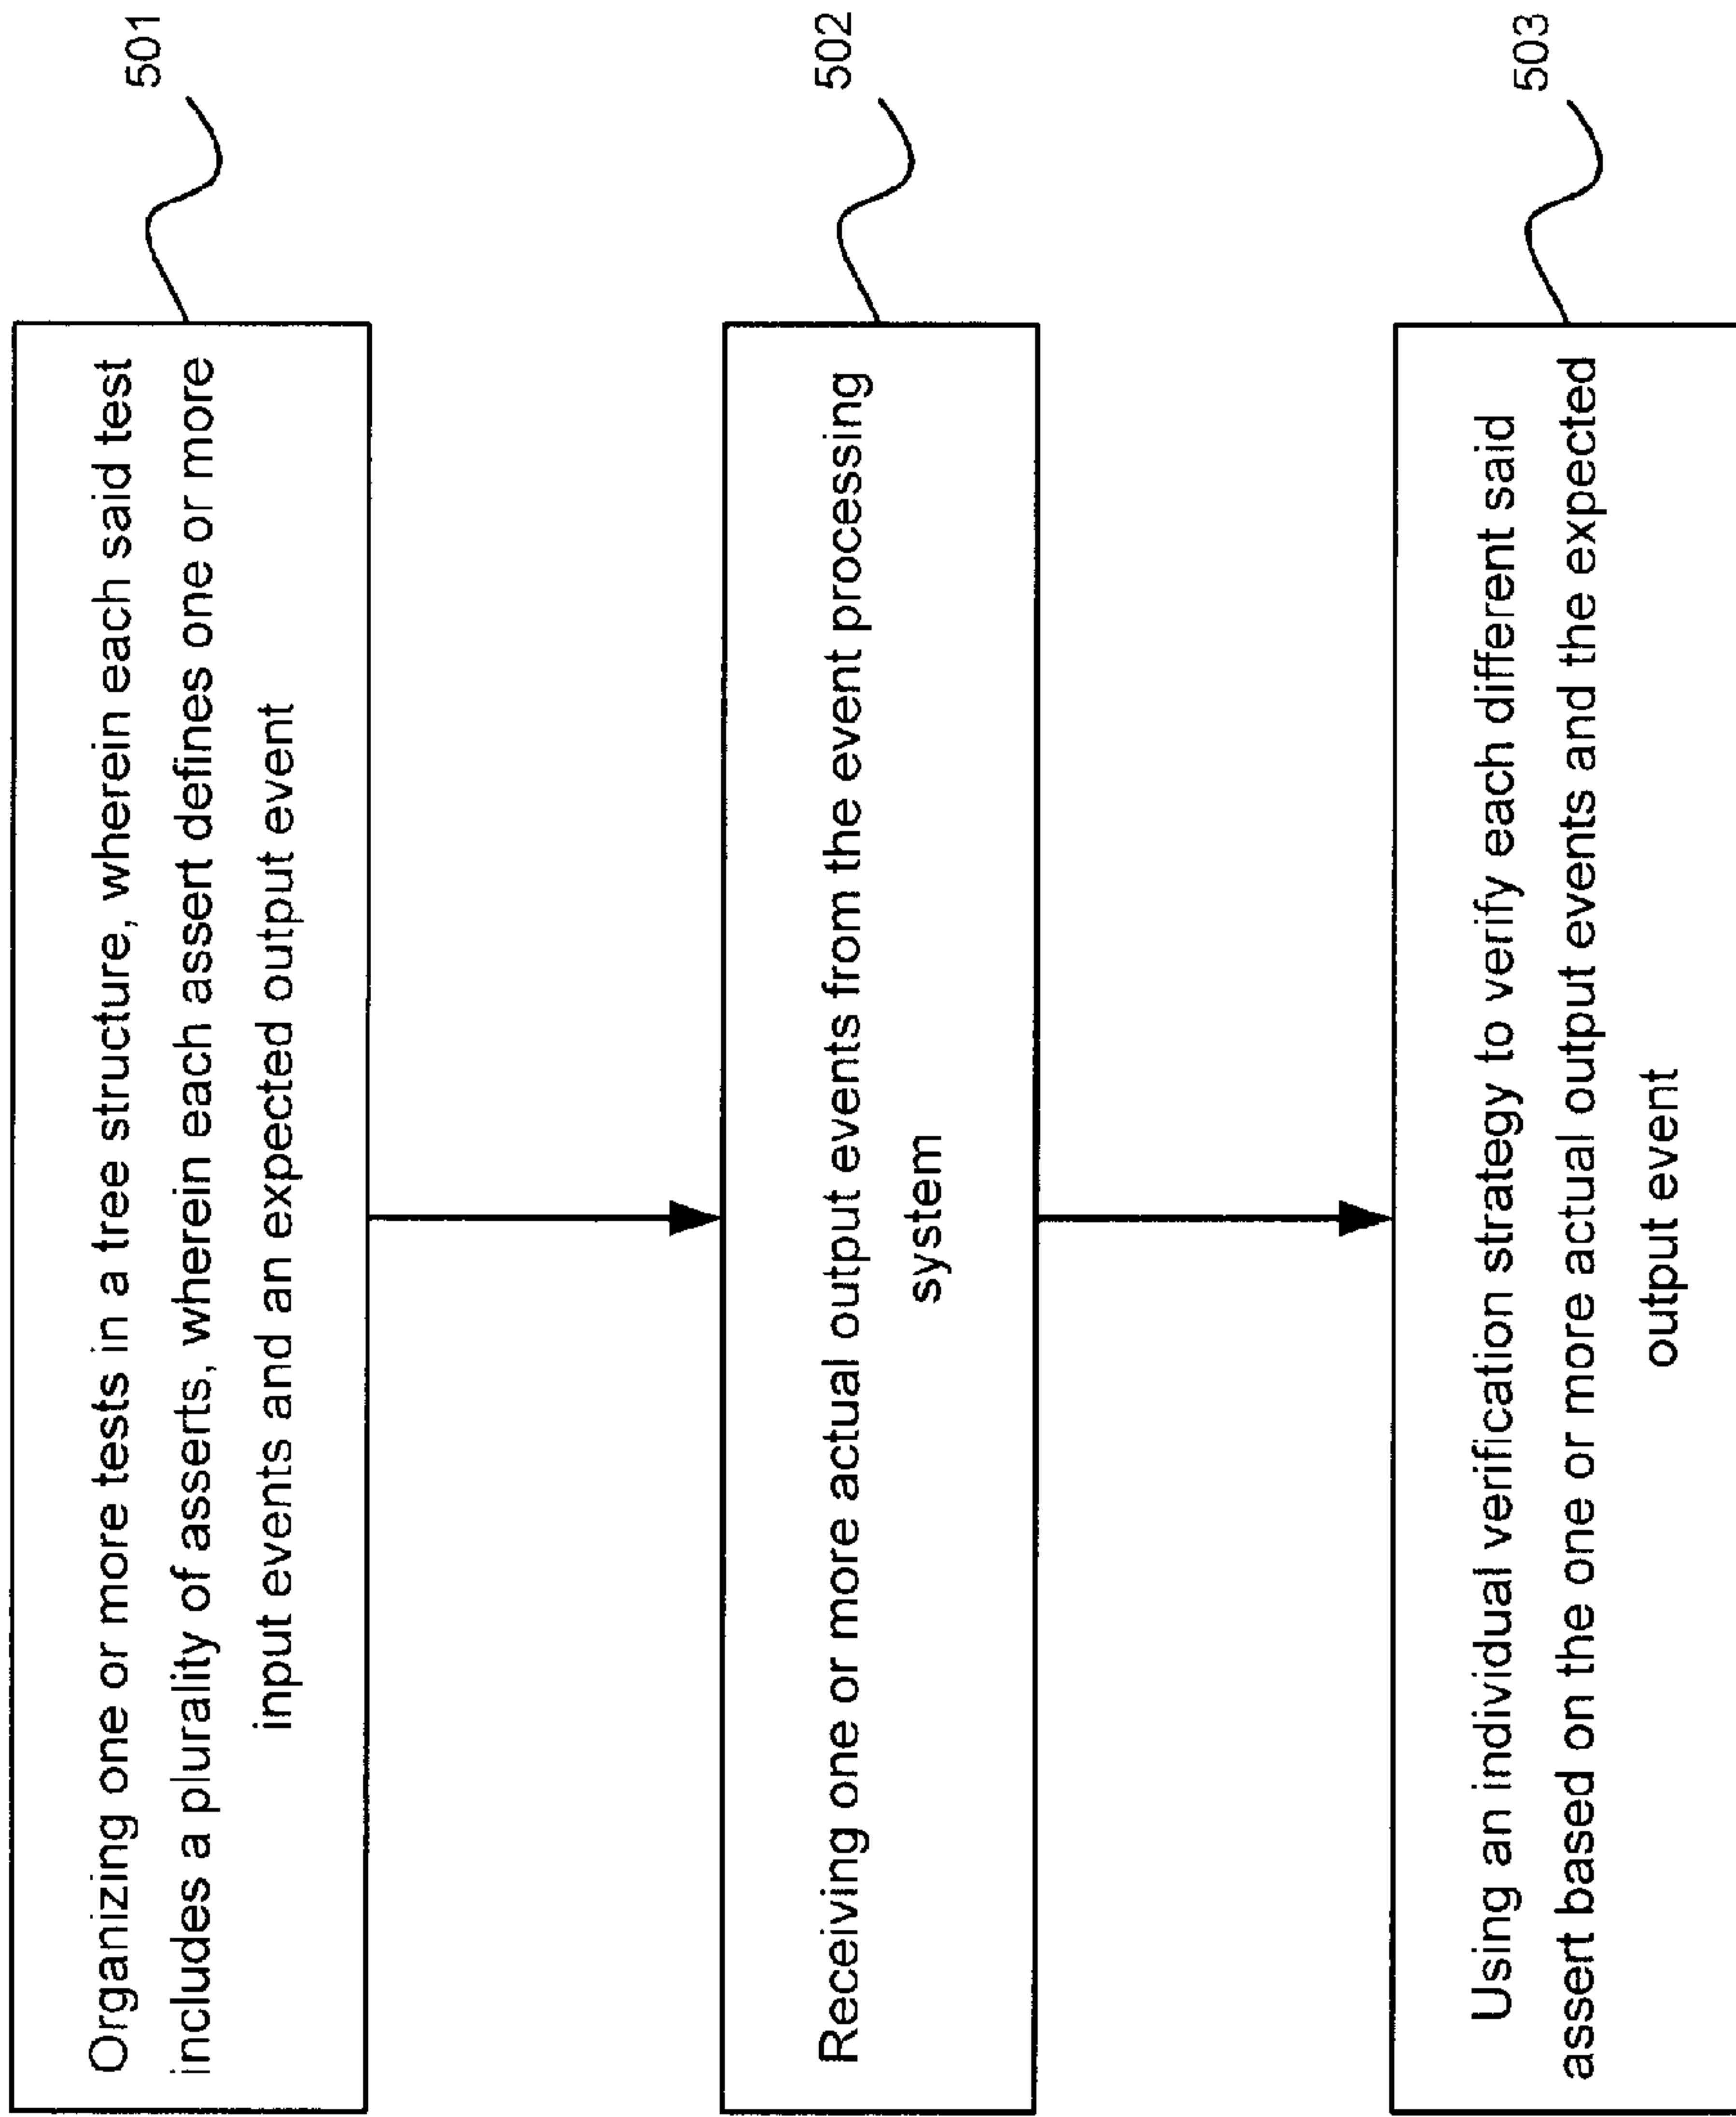 Organizing one or more tests in a tree structure, wherein each said test
includes a plurality of asserts, wherein each assert defines one or more
input events and an expected output event
501
Receiving one or more actual output events from the event processing
system
502
Using an individual verification strategy to verify each different said
assert based on the one or more actual output events and the expected
output event
503